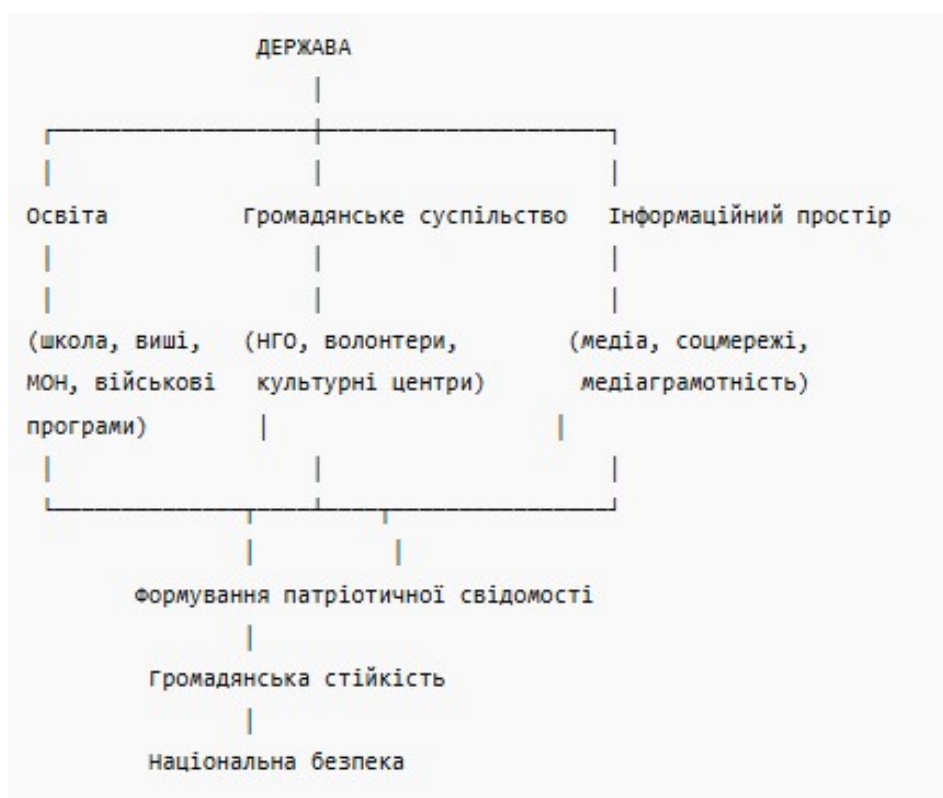 ДЕРЖАВА
Освіта Громадянське суспільство Інформаційний простір
(школа, виші, (НГО, волонтери, (медіа, соцмережі,
МОН, військові культурні центри) медіаграмотність)
програми)
Формування патріотичної свідомості
Громадянська стійкість
Національна безпека